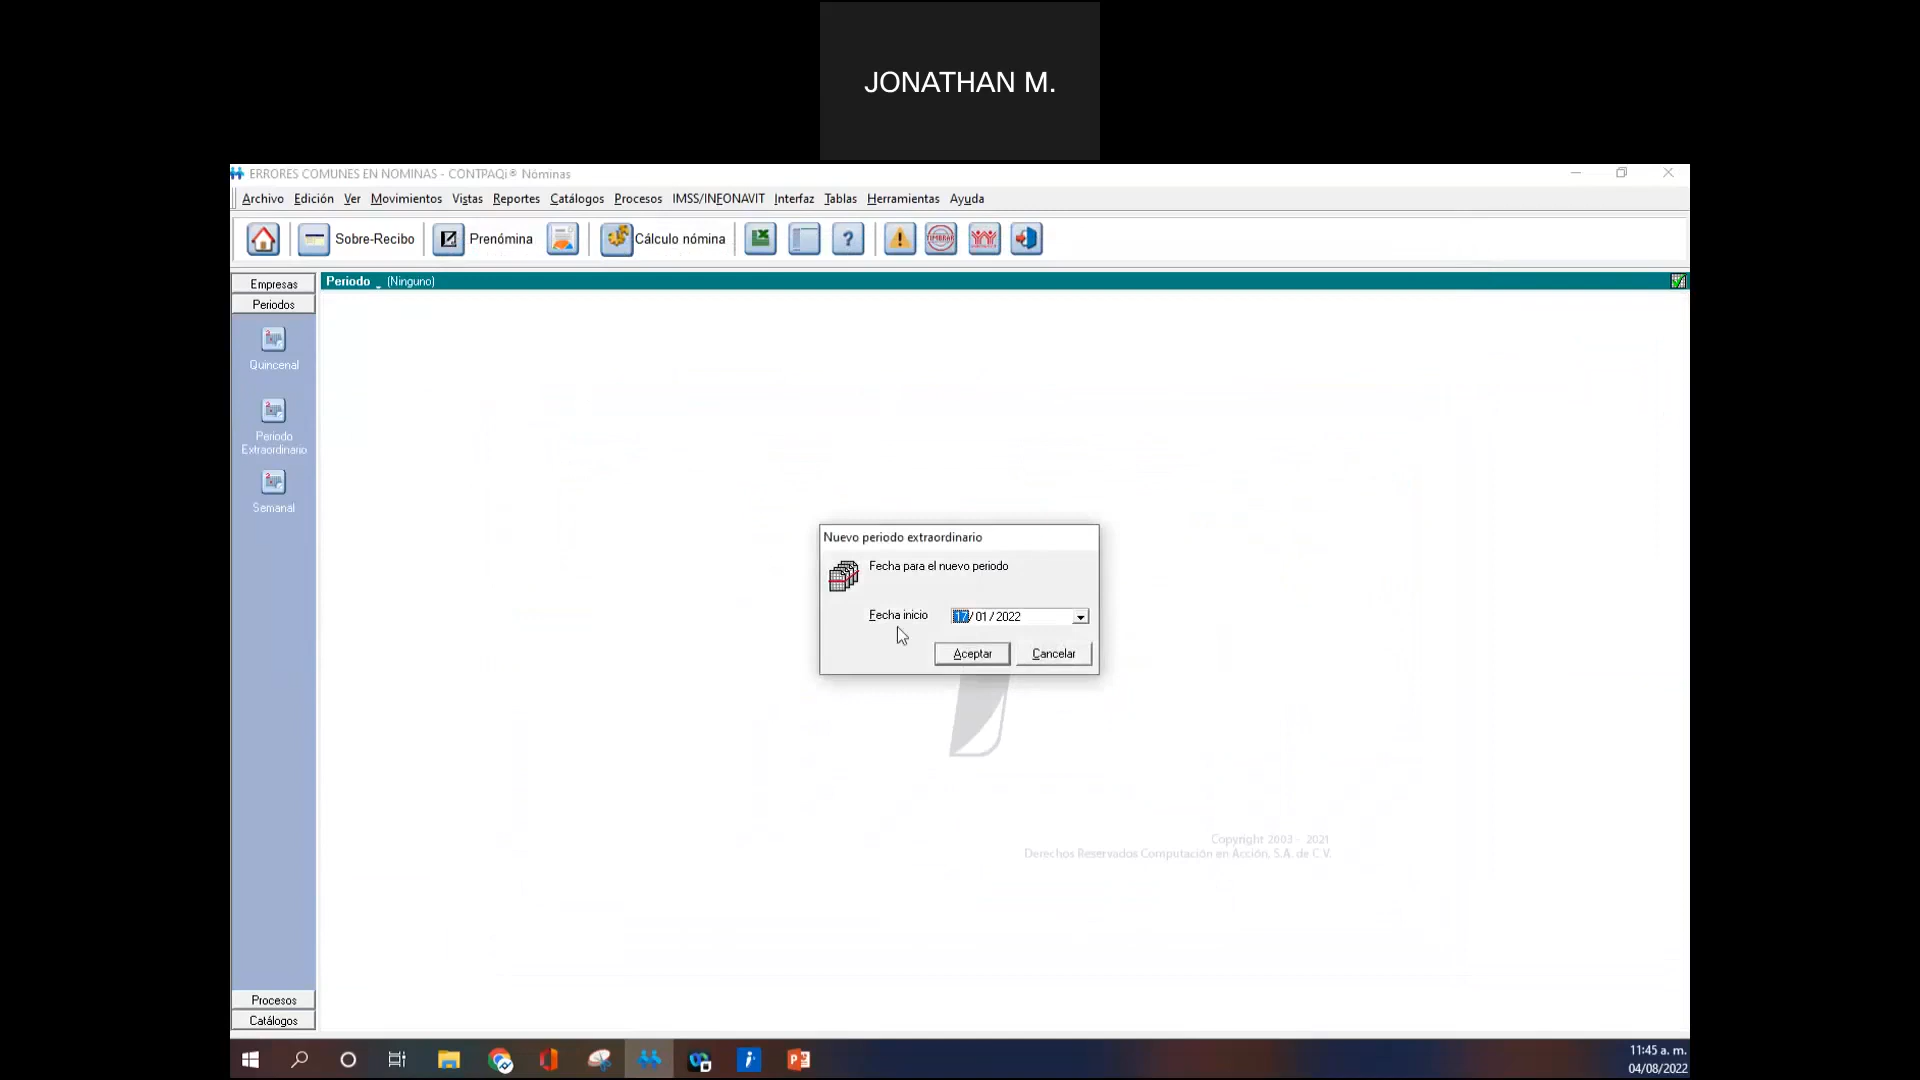 JONATHAN M.
ERRORES COMUNES EN NOMINAS - CONTPAQi® Nóminas
Archivo Edición Ver Movimientos Vistas Reportes Catálogos Procesos IMSS/INFONAVIT Interfaz Tablas Herramientas Ayuda
Sobre-Recibo Prenómina Cálculo nómina
Empresas
Periodo - (Ninguno)
Periodos
Quincenal
Periodo
Extraordinario
Semanal
Nuevo periodo extraordinario
Fecha para el nuevo periodo
Fecha inicio 17/01/2022
Aceptar Cancelar
Copyright 2003 - 2021
Derechos Reservados Computación en Acción, S.A. de C V.
Procesos
Catálogos
11:45 a. m.
04/08/2022